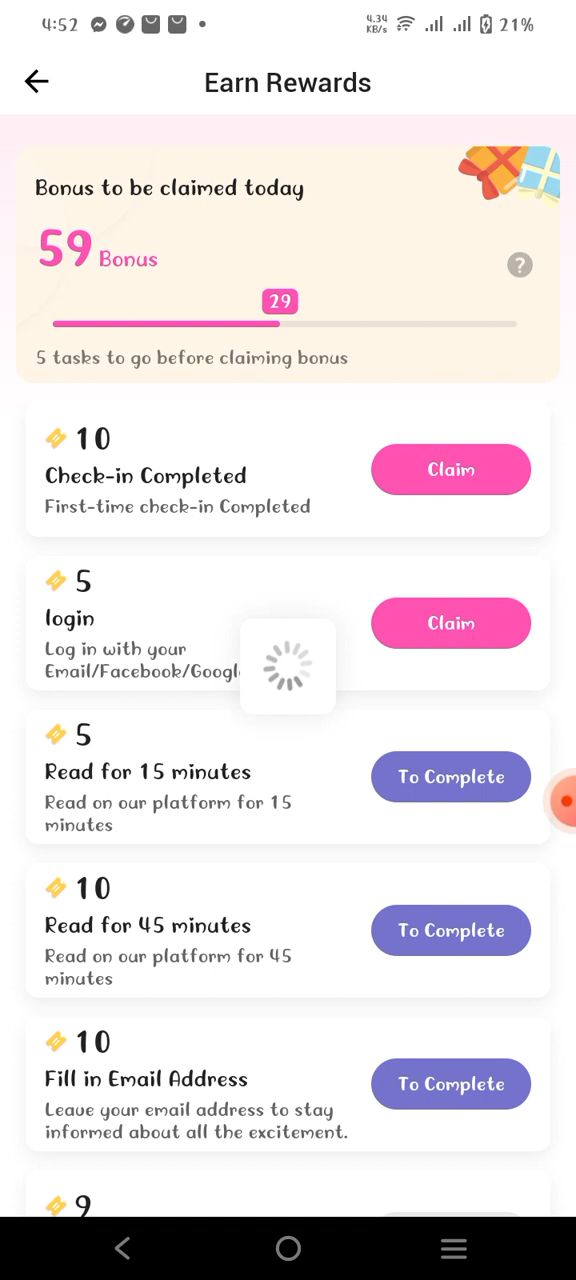 4:52
4.34
KB/s
21%
Earn Rewards
Bonus to be claimed today
59 Bonus
?
29
5 tasks to go before claiming bonus
10
Check-in Completed
First-time check-in Completed
Claim
5
login
Log in with your
Email/Facebook/Googl
Claim
5
Read for 15 minutes
Read on our platform for 15
minutes
To Complete
10
Read for 45 minutes
Read on our platform for 45
minutes
To Complete
10
Fill in Email Address
Leave your email address to stay
informed about all the excitement.
To Complete
9